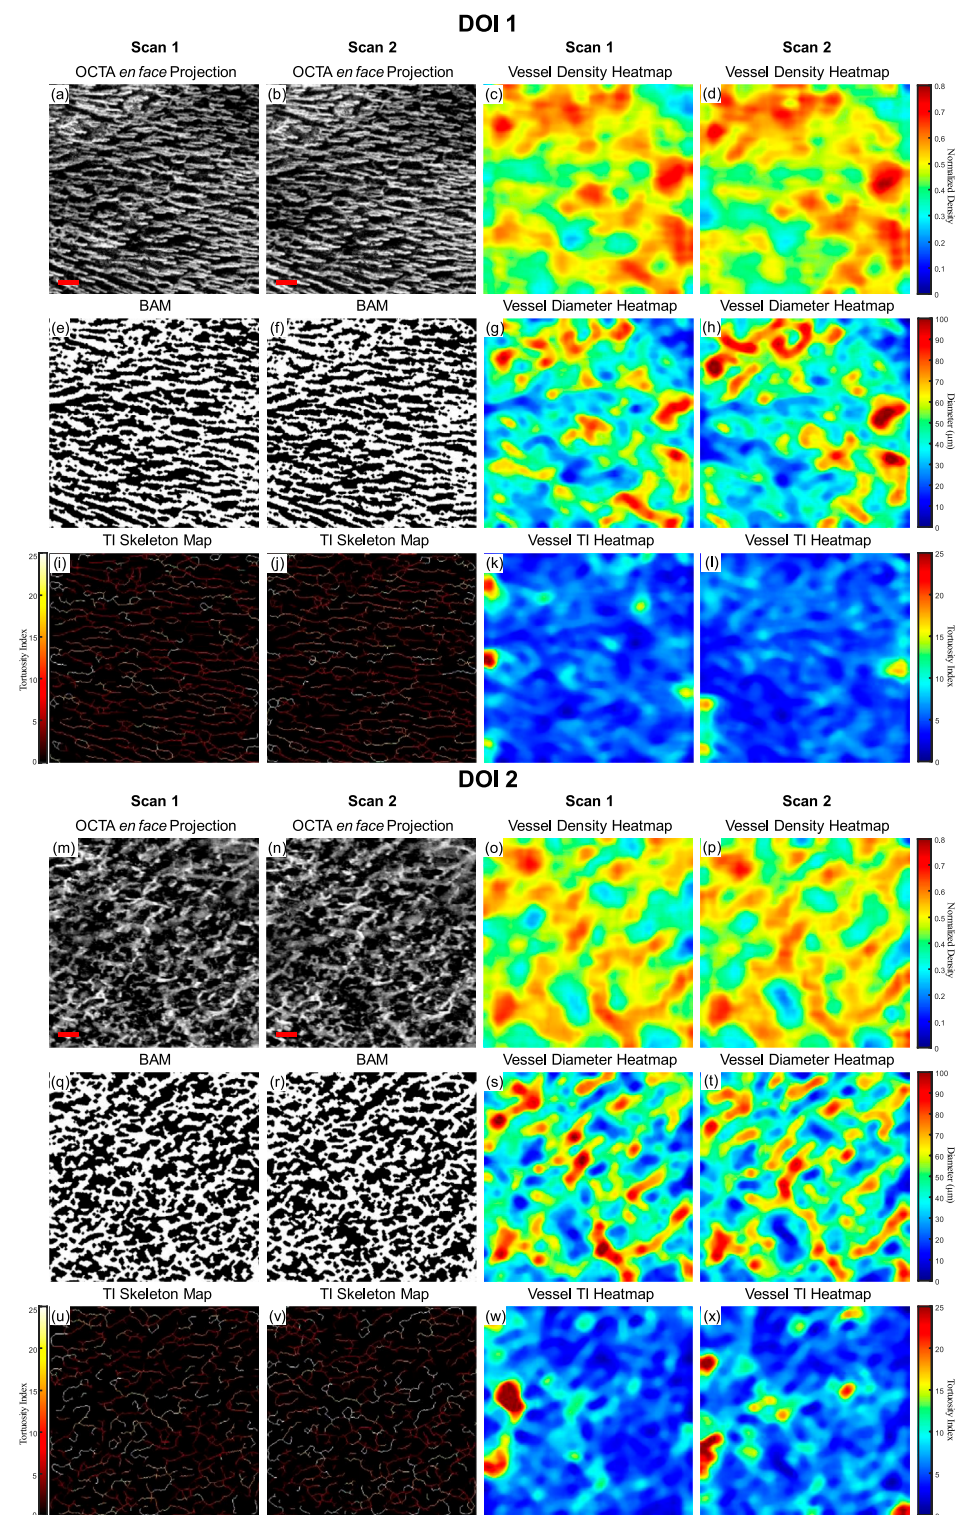 DOI 1
Scan 1 Scan 2 Scan 1 Scan 2
OCTA en face Projection OCTA en face Projection Vessel Density Heatmap Vessel Density Heatmap
(a) (b) (c) (d)
0.8
0.7
0.6
0.5
0.4
0.3
0.2
0.1
0
Normalized Density
BAM BAM Vessel Diameter Heatmap Vessel Diameter Heatmap
(e) (f) (g) (h)
100
90
80
70
60
50
40
30
20
10
0
Diameter (µm)
TI Skeleton Map TI Skeleton Map Vessel TI Heatmap Vessel TI Heatmap
25
20
15
10
5
0
Tortuosity Index
(i) (j) (k) (l)
25
20
15
10
5
0
Tortuosity Index
DOI 2
Scan 1 Scan 2 Scan 1 Scan 2
OCTA en face Projection OCTA en face Projection Vessel Density Heatmap Vessel Density Heatmap
(m) (n) (o) (p)
0.8
0.7
0.6
0.5
0.4
0.3
0.2
0.1
0
Normalized Density
BAM BAM Vessel Diameter Heatmap Vessel Diameter Heatmap
(q) (r) (s) (t)
100
90
80
70
60
50
40
30
20
10
0
Diameter (µm)
TI Skeleton Map TI Skeleton Map Vessel TI Heatmap Vessel TI Heatmap
25
20
15
10
5
0
Tortuosity Index
(u) (v) (w) (x)
25
20
15
10
5
0
Tortuosity Index